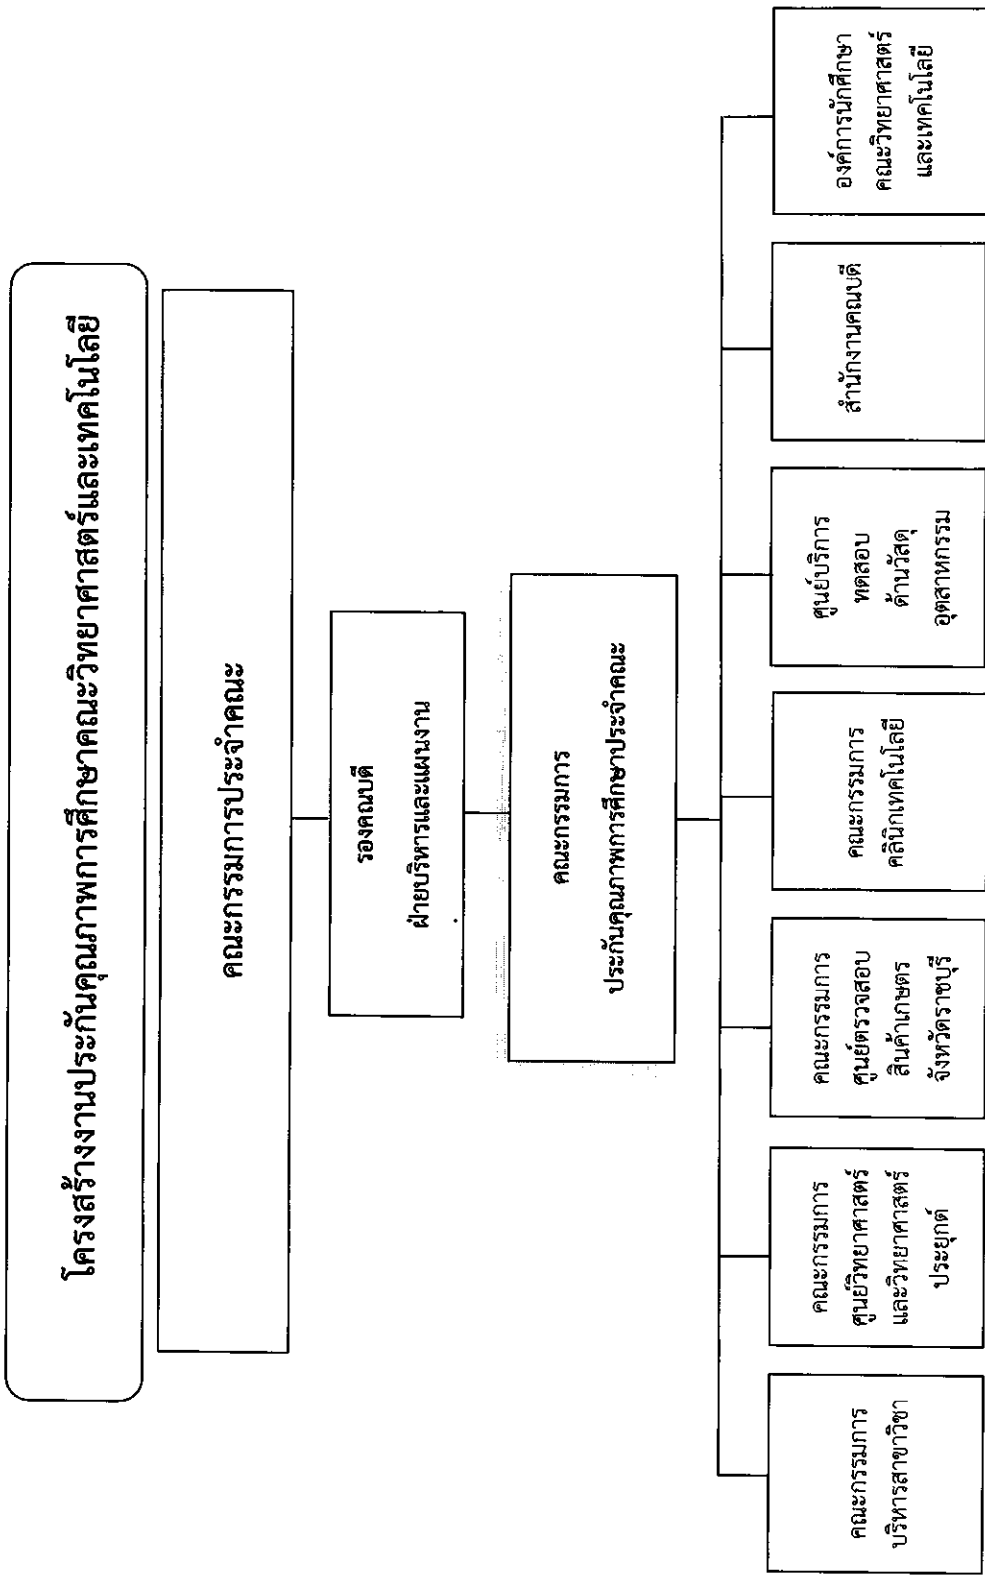 โครงสร้างงานประกันคุณภาพการศึกษาคณะวิทยาศาสตร์และเทคโนโลยี
คณะกรรมการประจำคณะ
รองคณบดี
ฝ่ายบริหารและแผนงาน
คณะกรรมการ
ประกันคุณภาพการศึกษาประจำคณะ
คณะกรรมการ
บริหารสาขาวิชา
คณะกรรมการ
ศูนย์วิทยาศาสตร์
และวิทยาศาสตร์
ประยุกต์
คณะกรรมการ
ศูนย์ตรวจสอบ
สินค้าเกษตร
จังหวัดราชบุรี
คณะกรรมการ
คลินิกเทคโนโลยี
ศูนย์บริการ
ทดสอบ
ด้านวัสดุ
อุตสาหกรรม
สำนักงานคณบดี
องค์การนักศึกษา
คณะวิทยาศาสตร์
และเทคโนโลยี